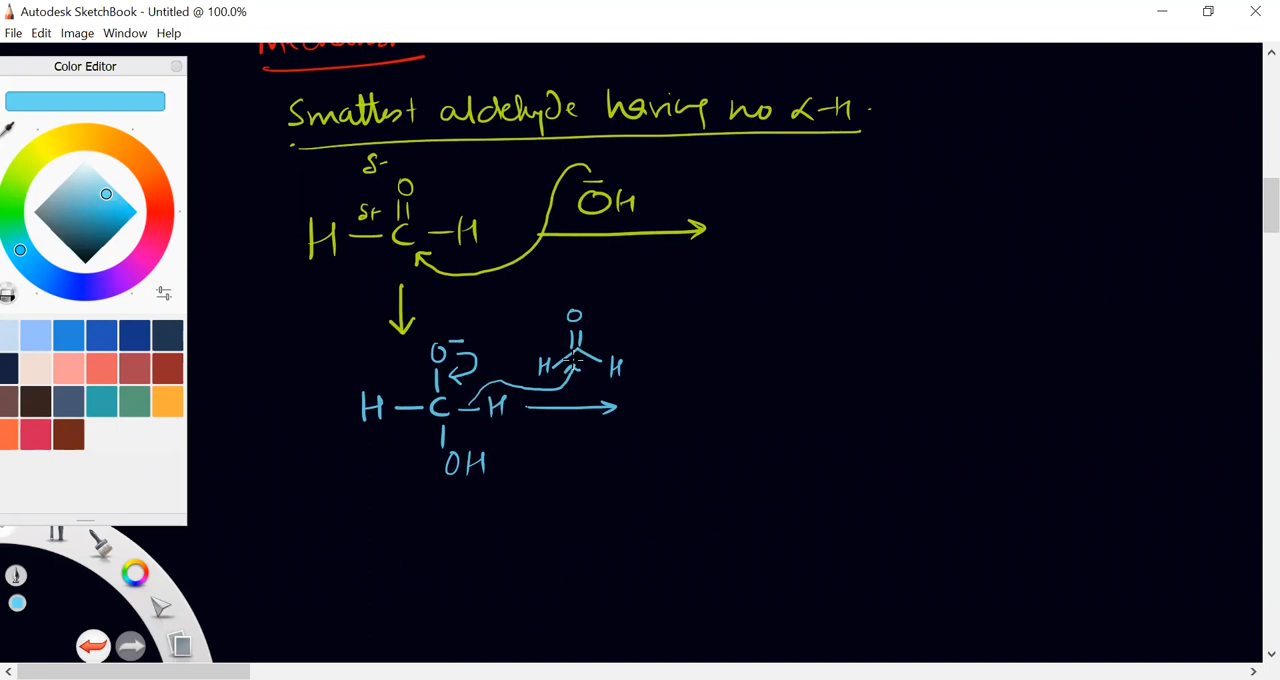 Autodesk SketchBook - Untitled @ 100.0%
File Edit Image Window Help
Color Editor
Smallest aldehyde having no α-H.
δ-
O
δ+
ŌH
H - C - H
O
O⁻
H H
H - C - H
OH